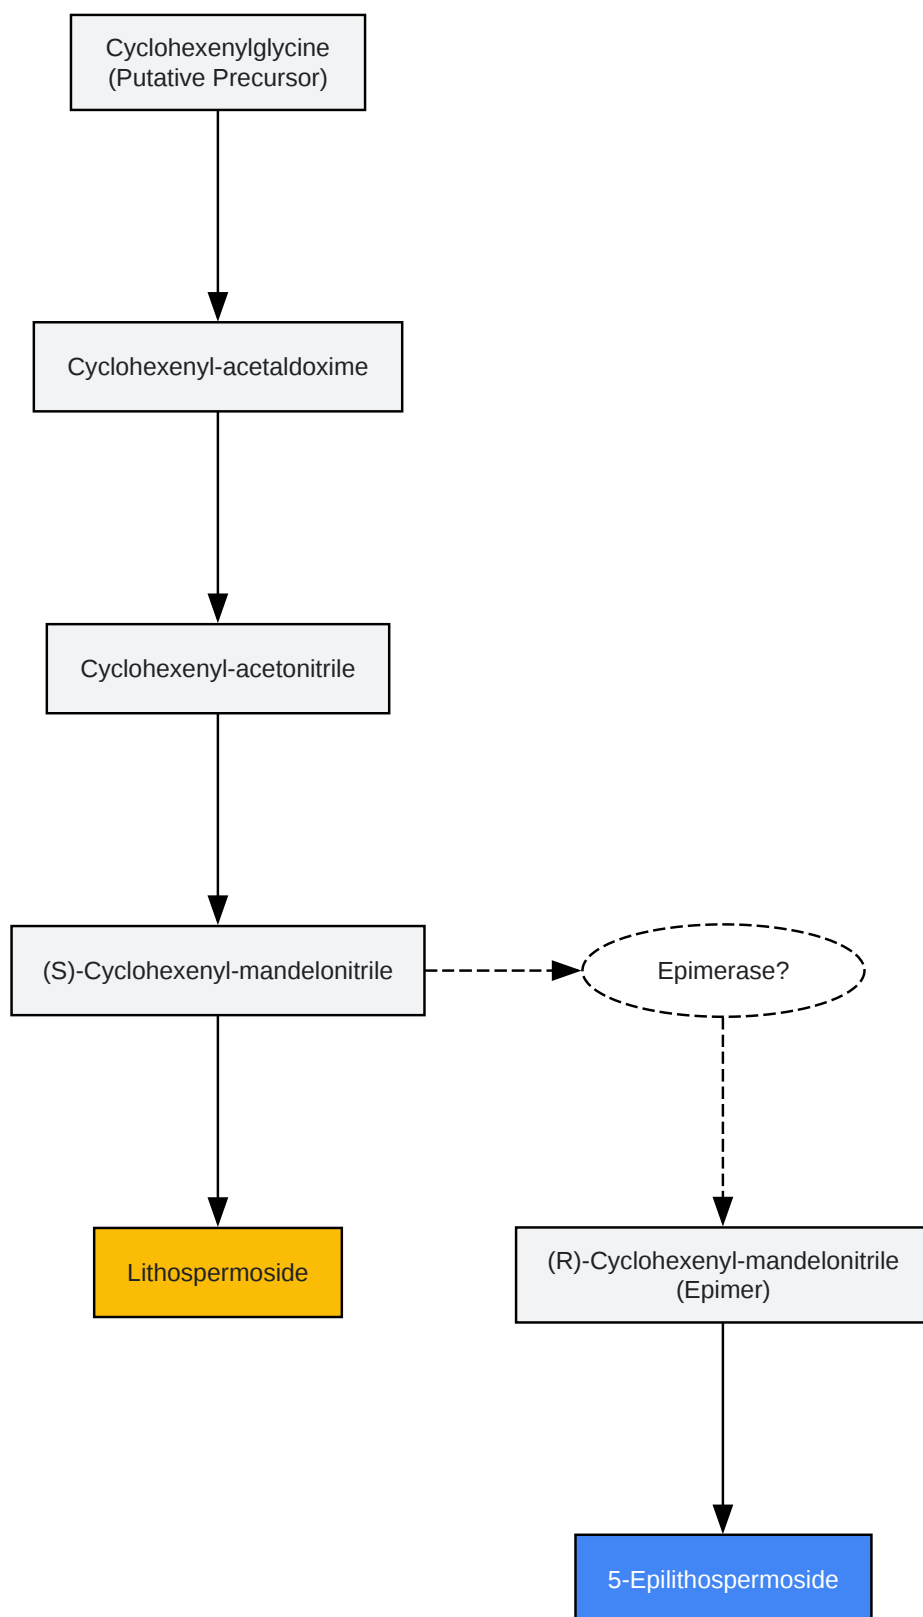 Cyclohexenylglycine
(Putative Precursor)
Cyclohexenyl-acetaldoxime
Cyclohexenyl-acetonitrile
(S)-Cyclohexenyl-mandelonitrile
Epimerase?
Lithospermoside
(R)-Cyclohexenyl-mandelonitrile
(Epimer)
5-Epilithospermoside